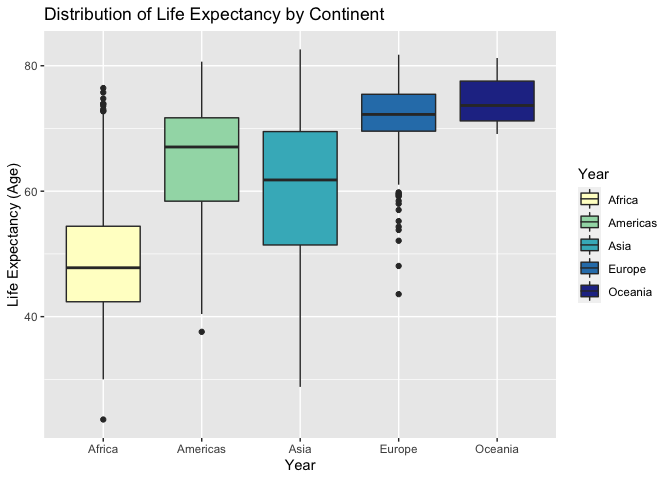 Distribution of Life Expectancy by Continent
Life Expectancy (Age)
80
60
40
Africa
Americas
Asia
Europe
Oceania
Year
Year
Africa
Americas
Asia
Europe
Oceania